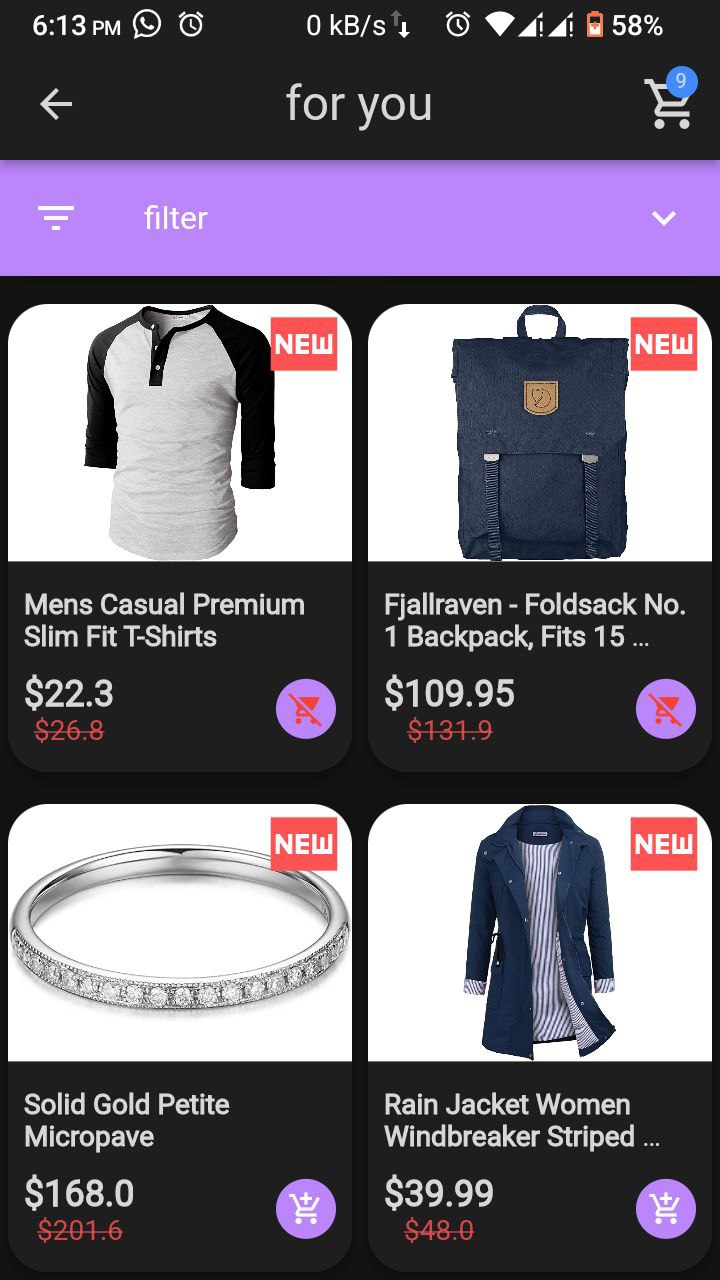 6:13 PM 0 kB/s 58%
for you
9
filter
NEW
NEW
Mens Casual Premium
Slim Fit T-Shirts
$22.3
$26.8
Fjallraven - Foldsack No.
1 Backpack, Fits 15 ...
$109.95
$131.9
NEW
NEW
Solid Gold Petite
Micropave
$168.0
$201.6
Rain Jacket Women
Windbreaker Striped ...
$39.99
$48.0